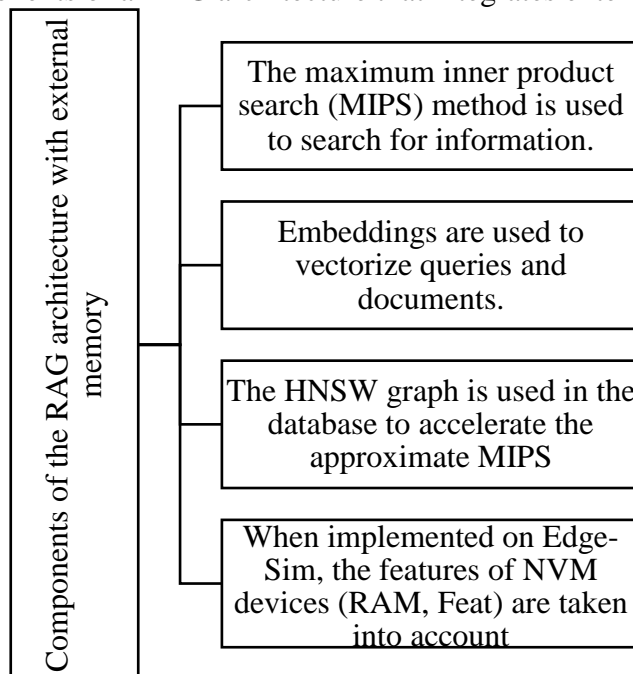 Components of the RAG architecture with external
memory
The maximum inner product
search (MIPS) method is used
to search for information.
Embeddings are used to
vectorize queries and
documents.
The HNSW graph is used in the
database to accelerate the
approximate MIPS
When implemented on Edge-
Sim, the features of NVM
devices (RAM, Feat) are taken
into account